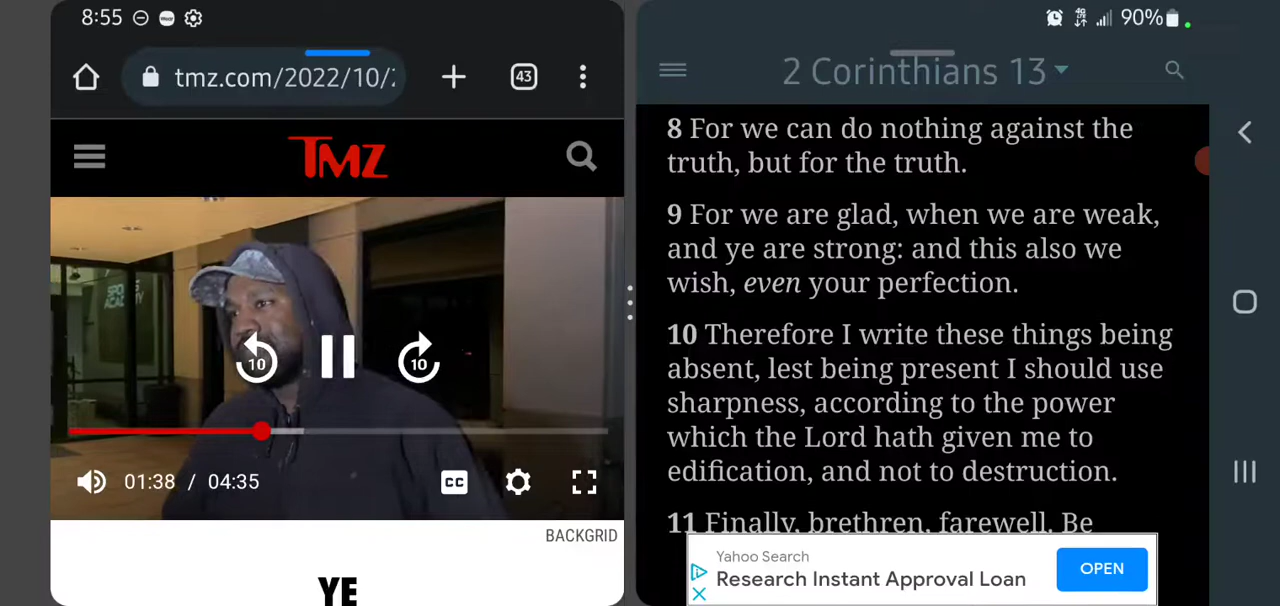 8:55
tmz.com/2022/10/2
43
TMZ
SPORTS
ACADEMY
10
10
01:38 / 04:35
CC
BACKGRID
YE
4G
90%
2 Corinthians 13
8 For we can do nothing against the
truth, but for the truth.
9 For we are glad, when we are weak,
and ye are strong: and this also we
wish, even your perfection.
10 Therefore I write these things being
absent, lest being present I should use
sharpness, according to the power
which the Lord hath given me to
edification, and not to destruction.
11 Finally, brethren, farewell. Be
Yahoo Search
Research Instant Approval Loan
OPEN